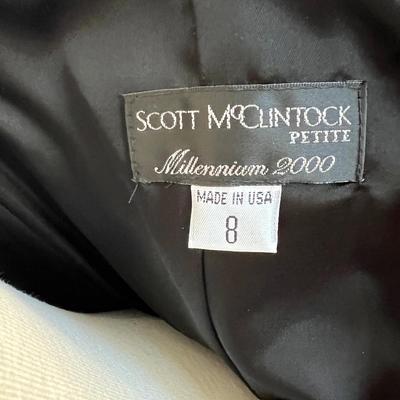 SCOTT McCLINTOCK
PETITE
Millennium 2000
MADE IN USA
8